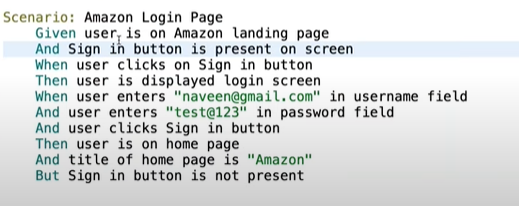 Scenario: Amazon Login Page
Given user is on Amazon landing page
And Sign in button is present on screen
When user clicks on Sign in button
Then user is displayed login screen
When user enters "naveen@gmail.com" in username field
And user enters "test@123" in password field
And user clicks Sign in button
Then user is on home page
And title of home page is "Amazon"
But Sign in button is not present